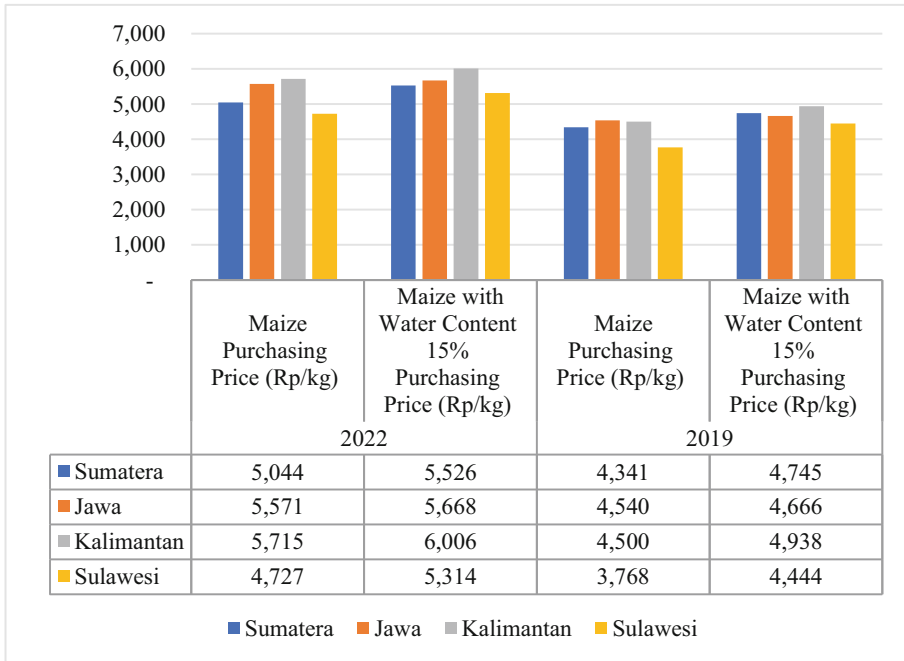 7,000
6,000
5,000
4,000
3,000
2,000
1,000
-
Maize
Purchasing
Price (Rp/kg)
Maize with
Water Content
15%
Purchasing
Price (Rp/kg)
Maize
Purchasing
Price (Rp/kg)
Maize with
Water Content
15%
Purchasing
Price (Rp/kg)
2022 2019
Sumatera 5,044 5,526 4,341 4,745
Jawa 5,571 5,668 4,540 4,666
Kalimantan 5,715 6,006 4,500 4,938
Sulawesi 4,727 5,314 3,768 4,444
Sumatera Jawa Kalimantan Sulawesi